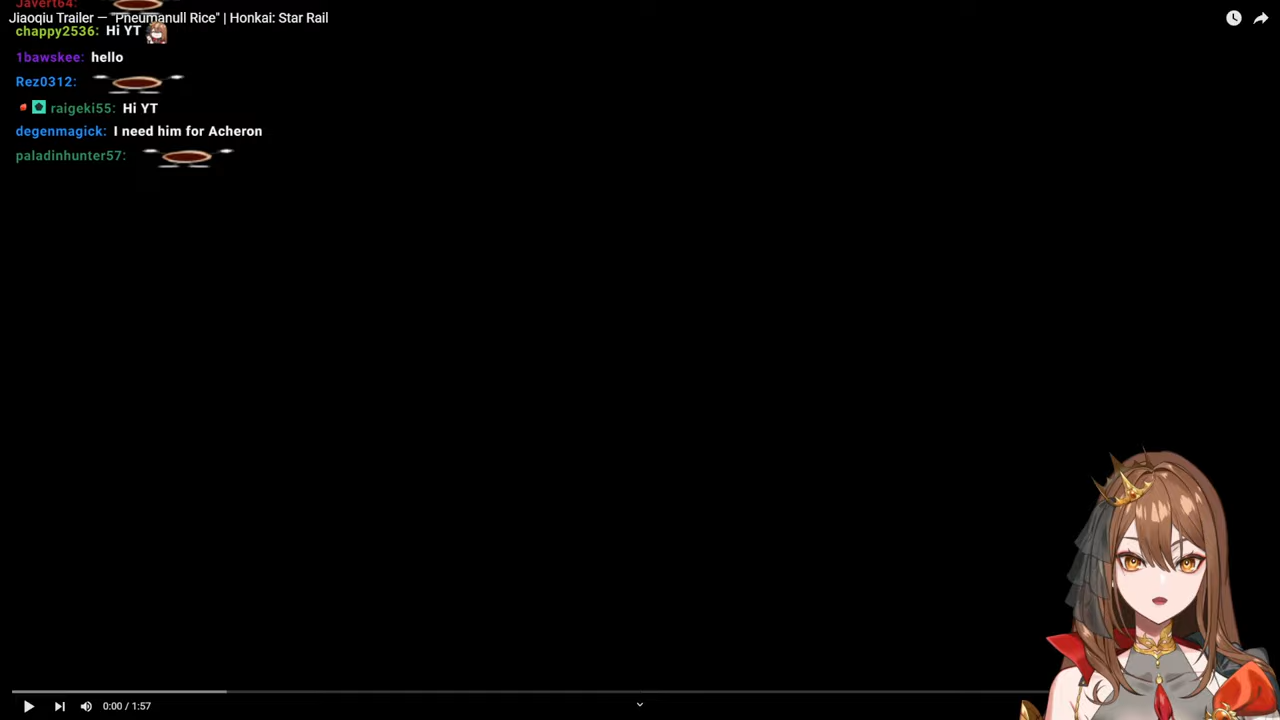 Javert64:
Jiaoqiu Trailer — "Pneumanull Rice" | Honkai: Star Rail
chappy2536: Hi YT
1bawskee: hello
Rez0312:
raigeki55: Hi YT
degenmagick: I need him for Acheron
paladinhunter57:
0:00 / 1:57